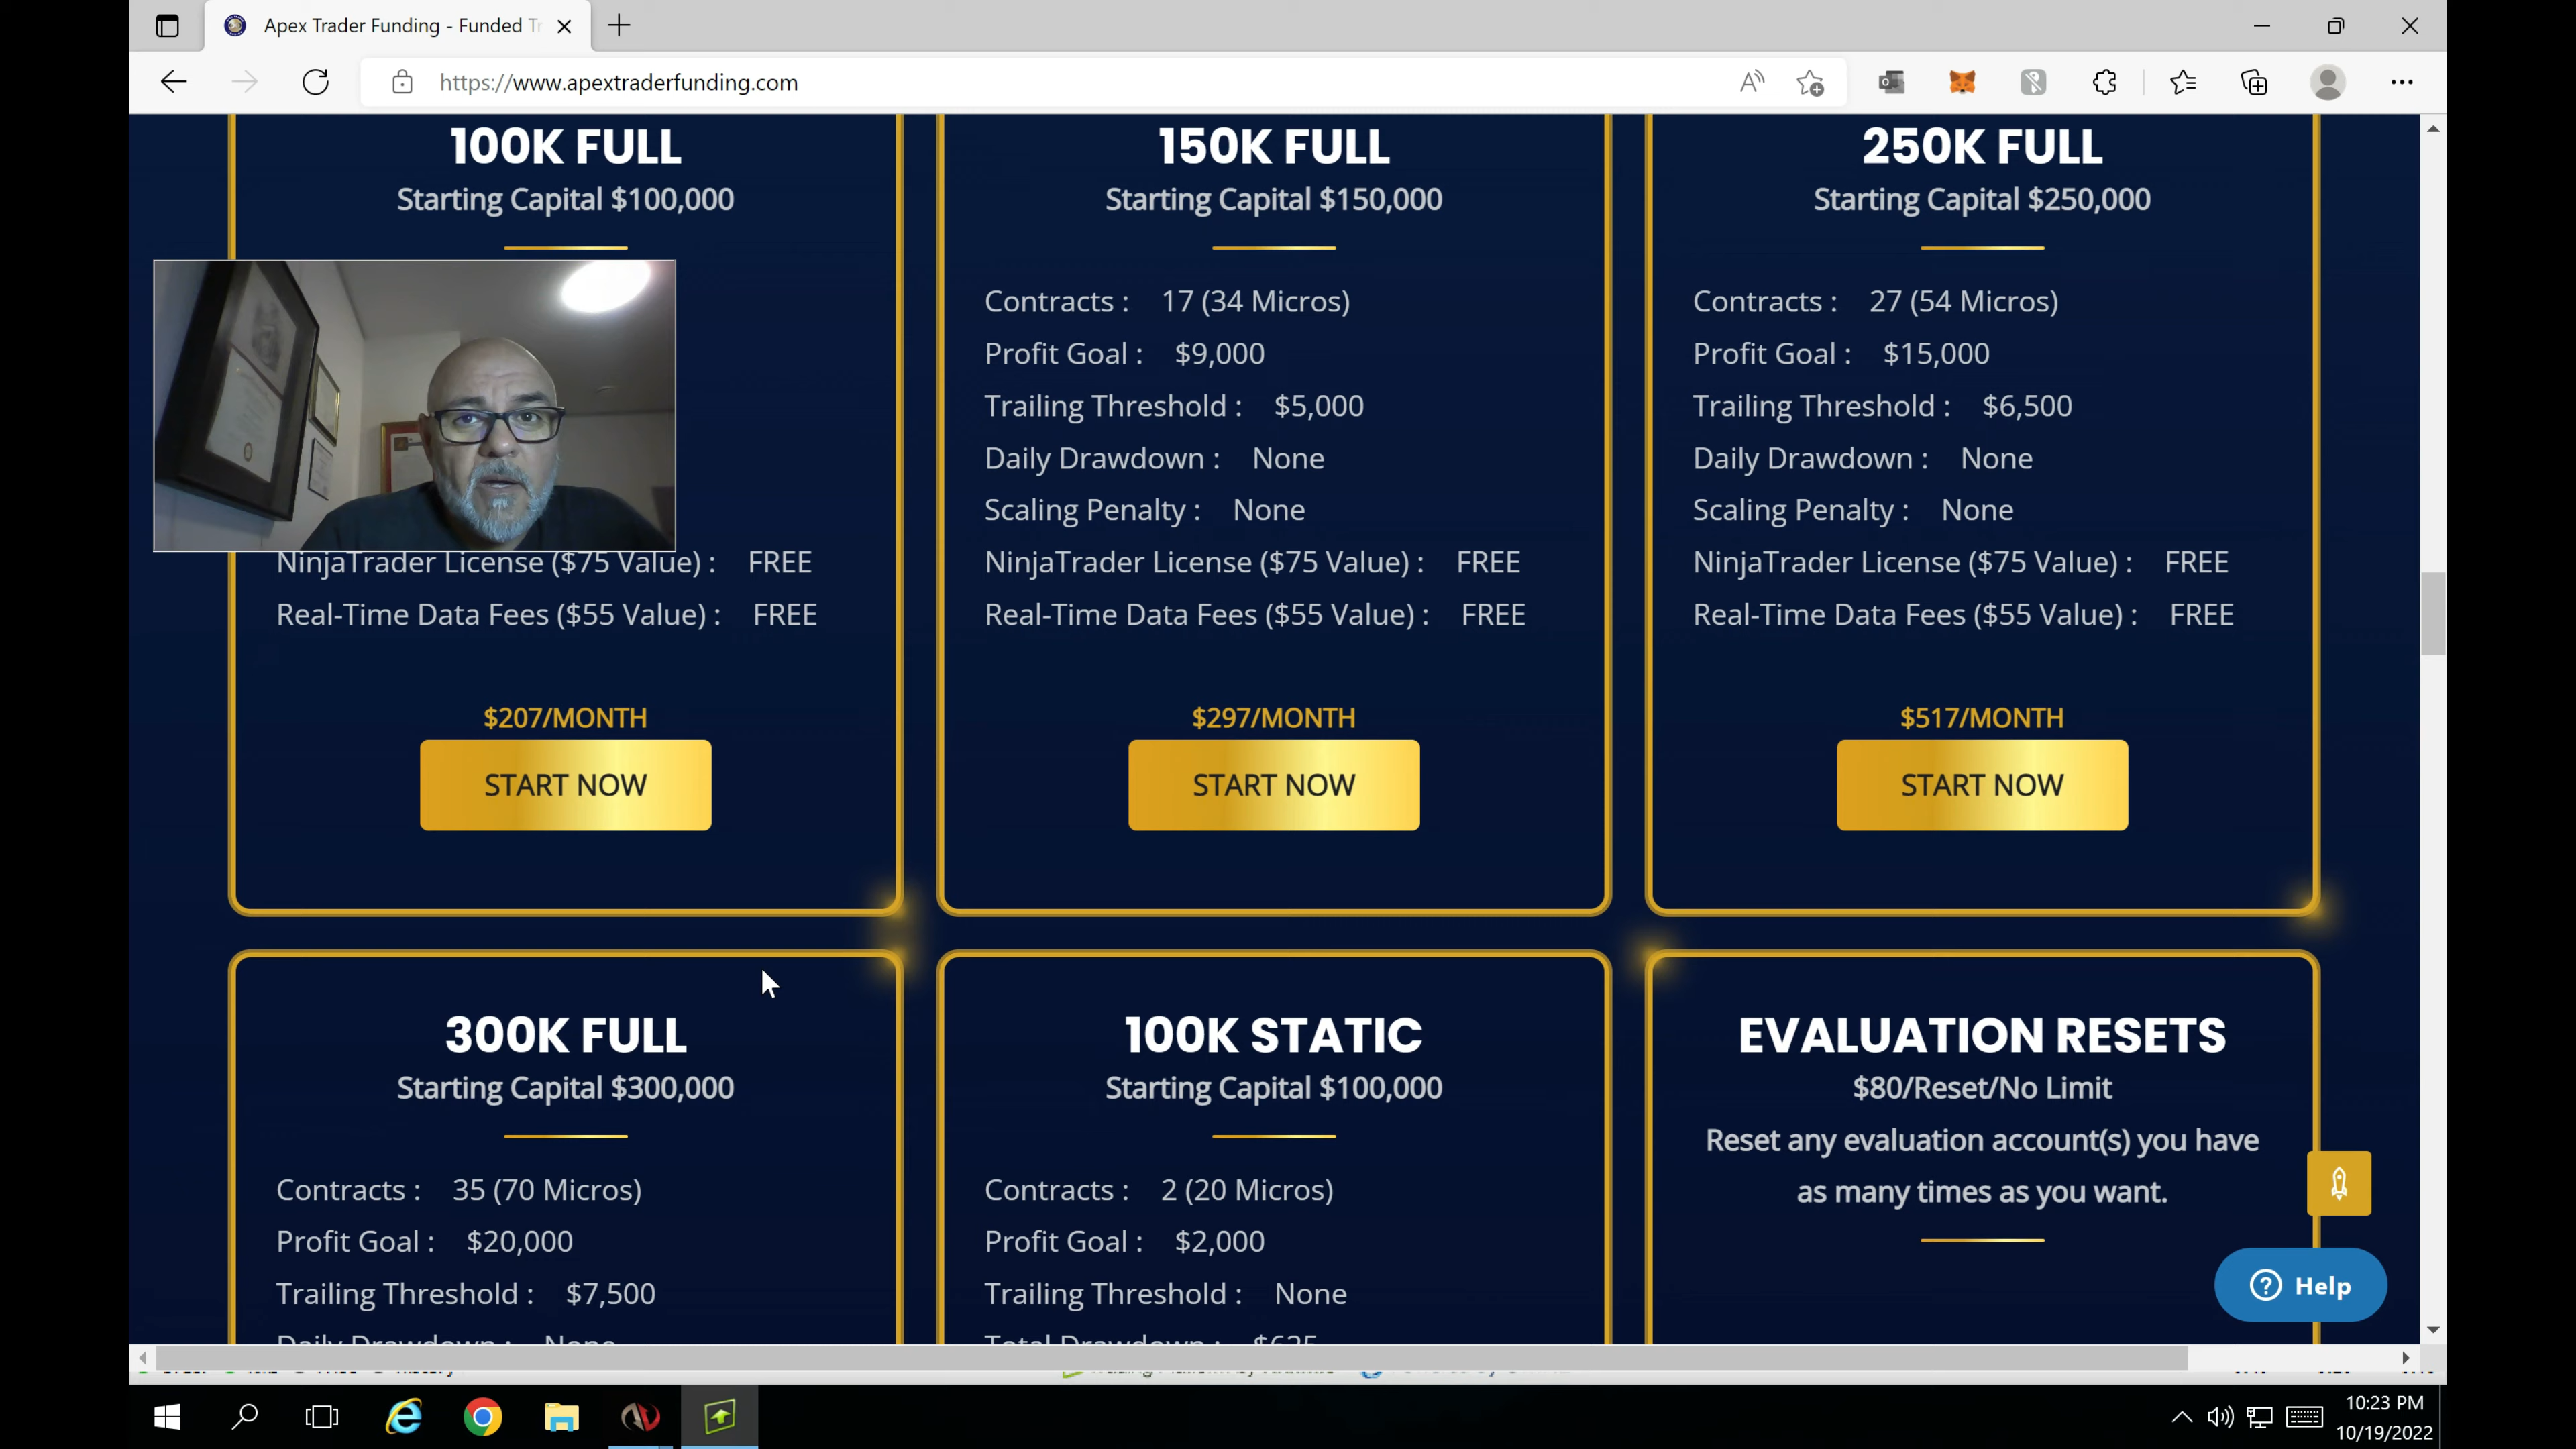 Apex Trader Funding - Funded Tr
https://www.apextraderfunding.com
100K FULL
Starting Capital $100,000
NinjaTrader License ($75 Value) : FREE
Real-Time Data Fees ($55 Value) : FREE
$207/MONTH
START NOW
150K FULL
Starting Capital $150,000
Contracts : 17 (34 Micros)
Profit Goal : $9,000
Trailing Threshold : $5,000
Daily Drawdown : None
Scaling Penalty : None
NinjaTrader License ($75 Value) : FREE
Real-Time Data Fees ($55 Value) : FREE
$297/MONTH
START NOW
250K FULL
Starting Capital $250,000
Contracts : 27 (54 Micros)
Profit Goal : $15,000
Trailing Threshold : $6,500
Daily Drawdown : None
Scaling Penalty : None
NinjaTrader License ($75 Value) : FREE
Real-Time Data Fees ($55 Value) : FREE
$517/MONTH
START NOW
300K FULL
Starting Capital $300,000
Contracts : 35 (70 Micros)
Profit Goal : $20,000
Trailing Threshold : $7,500
Daily Drawdown : None
100K STATIC
Starting Capital $100,000
Contracts : 2 (20 Micros)
Profit Goal : $2,000
Trailing Threshold : None
Total Drawdown : $625
EVALUATION RESETS
$80/Reset/No Limit
Reset any evaluation account(s) you have
as many times as you want.
Help
10:23 PM
10/19/2022